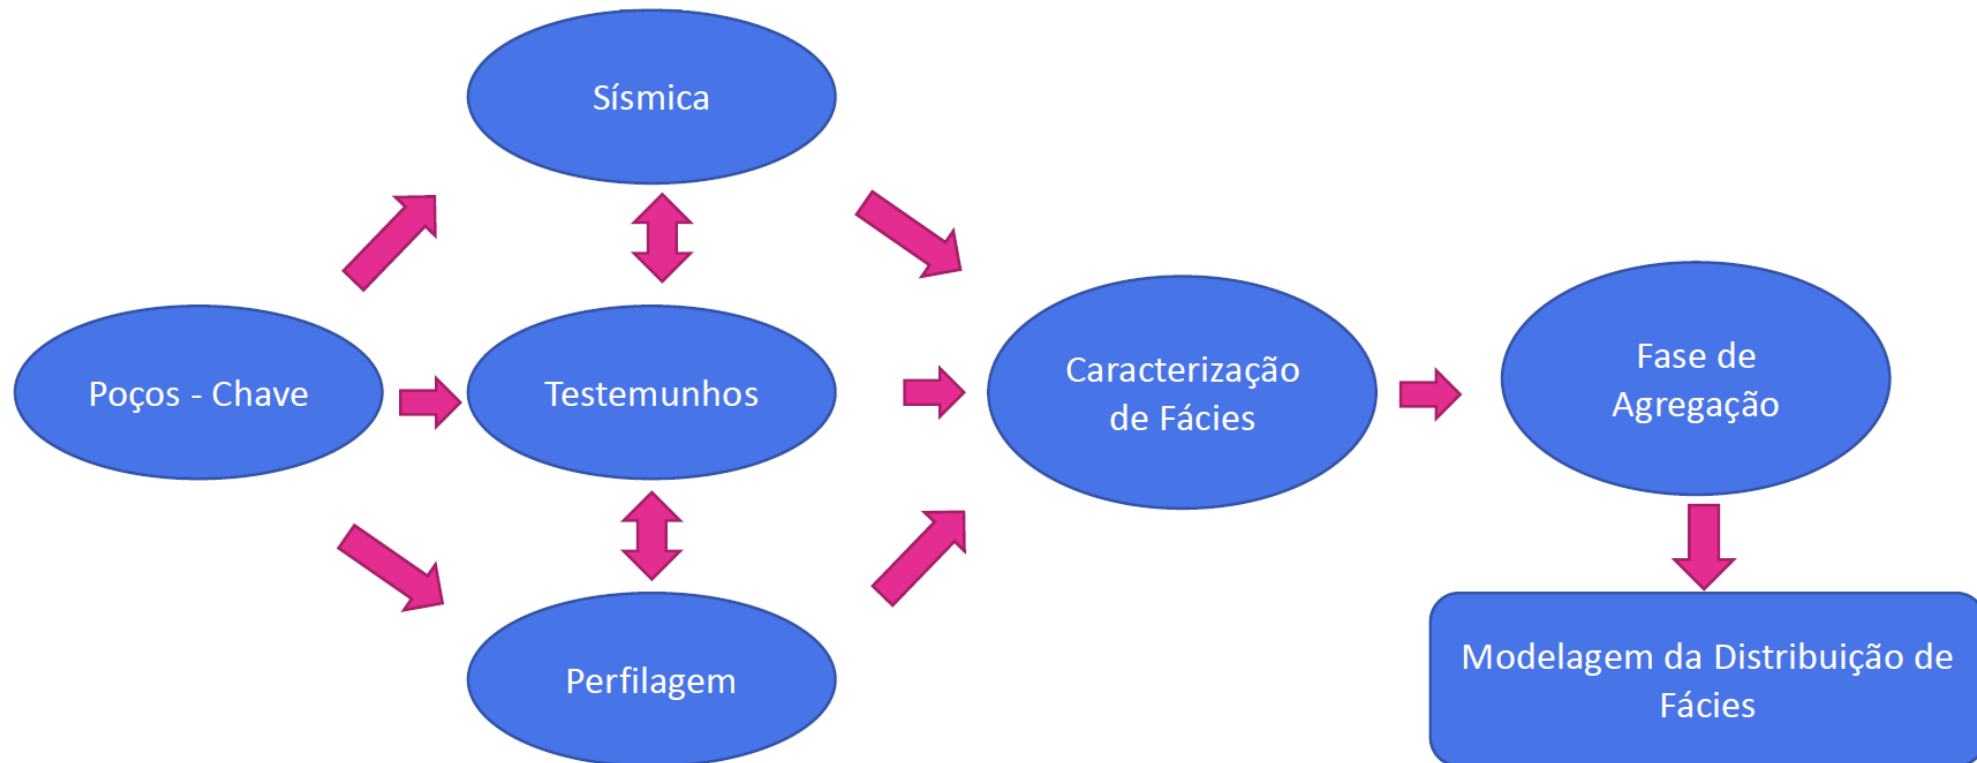 Sísmica
Poços - Chave
Testemunhos
Caracterização
de Fácies
Fase de
Agregação
Perfilagem
Modelagem da Distribuição de
Fácies